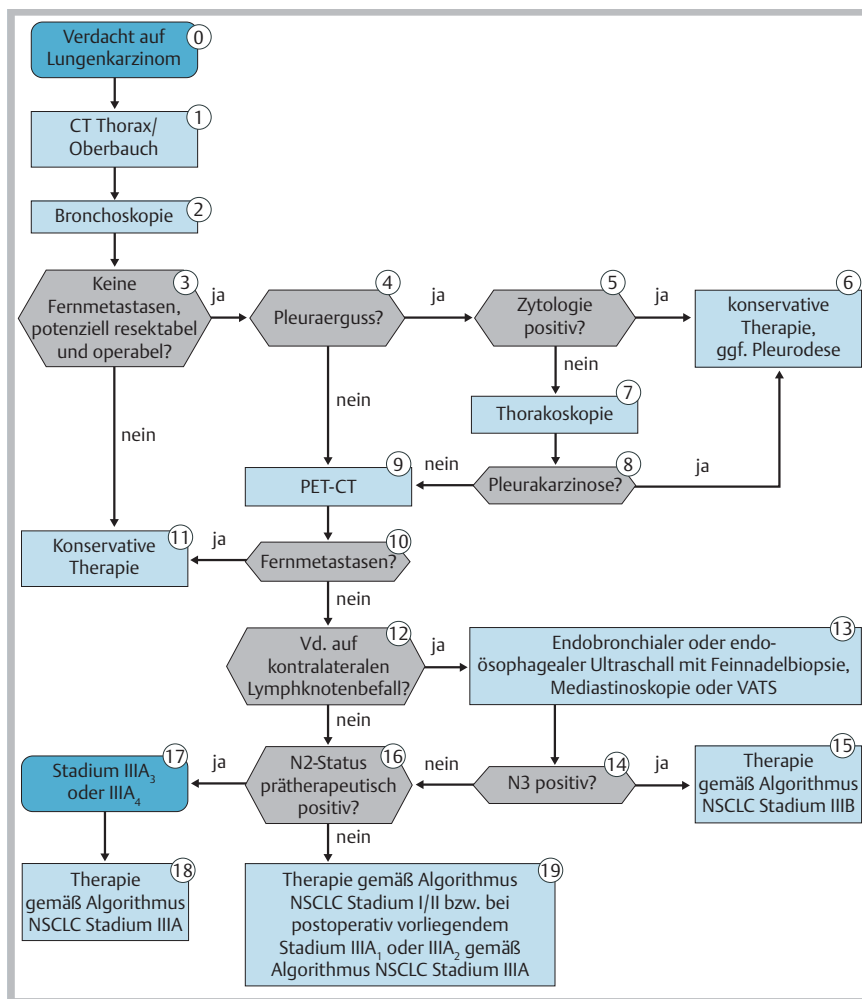 Verdacht auf
Lungenkarzinom
0
CT Thorax/
Oberbauch
1
Bronchoskopie
2
Keine
Fernmetastasen,
potenziell resektabel
und operabel?
3
ja
Pleuraerguss?
4
ja
Zytologie
positiv?
5
ja
konservative
Therapie,
ggf. Pleurodese
6
nein
nein
nein
Thorakoskopie
7
PET-CT
9
nein
Pleurakarzinose?
8
ja
Konservative
Therapie
11
ja
Fernmetastasen?
10
nein
Vd. auf
kontralateralen
Lymphknotenbefall?
12
ja
Endobronchialer oder endo-
ösophagealer Ultraschall mit Feinnadelbiopsie,
Mediastinoskopie oder VATS
13
nein
Stadium IIIA₃
oder IIIA₄
17
ja
N2-Status
prätherapeutisch
positiv?
16
nein
N3 positiv?
14
ja
Therapie
gemäß Algorithmus
NSCLC Stadium IIIB
15
nein
Therapie
gemäß Algorithmus
NSCLC Stadium IIIA
18
Therapie gemäß Algorithmus
NSCLC Stadium I/II bzw. bei
postoperativ vorliegendem
Stadium IIIA₁ oder IIIA₂ gemäß
Algorithmus NSCLC Stadium IIIA
19